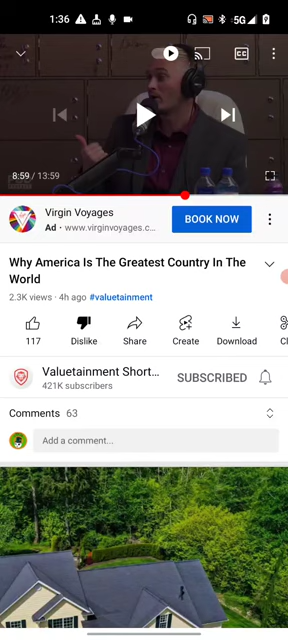 1:36
5G
CC
8:59 / 13:59
Virgin Voyages
Ad · www.virginvoyages.c...
BOOK NOW
Why America Is The Greatest Country In The
World
2.3K views · 4h ago #valuetainment
117
Dislike
Share
Create
Download
Cl
Valuetainment Short...
421K subscribers
SUBSCRIBED
Comments 63
Add a comment...